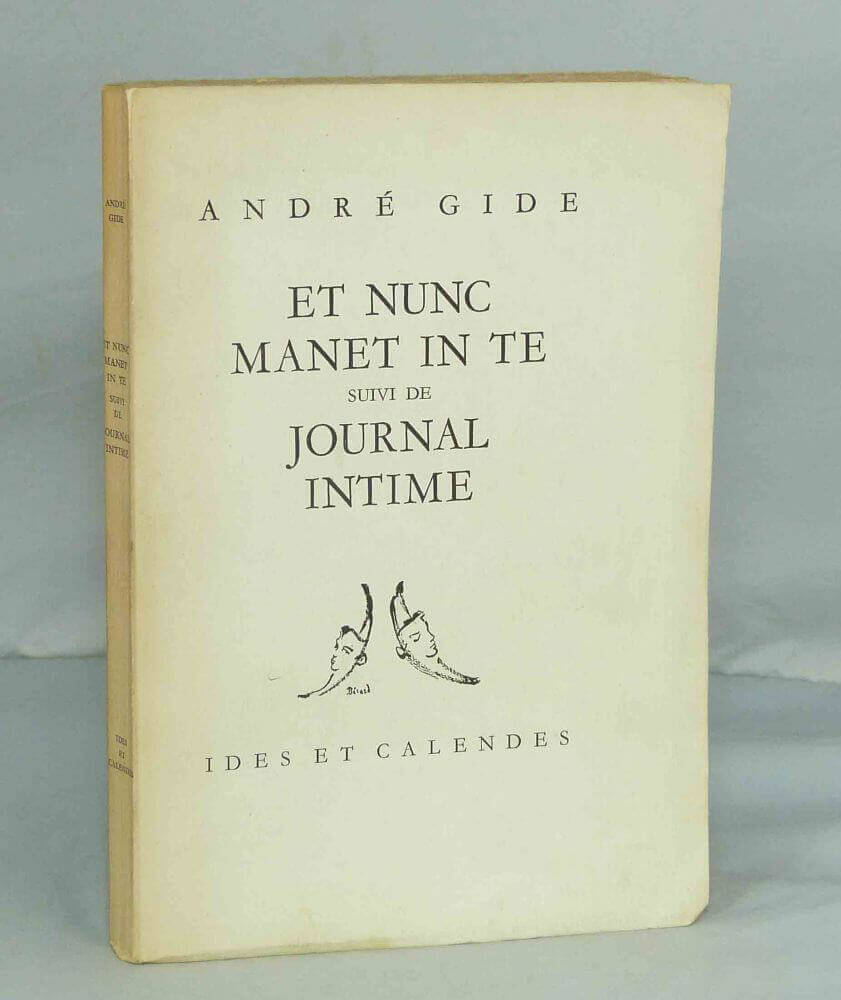 ANDRÉ GIDE
ET NUNC
MANET IN TE
SUIVI DE
JOURNAL
INTIME
Bérard
IDES ET CALENDES
ANDRÉ
GIDE
ET NUNC
MANET
IN TE
SUIVI
DE
JOURNAL
INTIME
IDES
ET
CALENDES